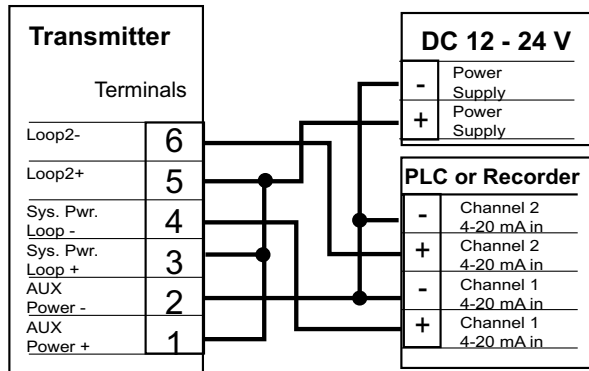 Transmitter
Terminals
Loop2-
6
Loop2+
5
Sys. Pwr.
Loop -
4
Sys. Pwr.
Loop +
3
AUX
Power -
2
AUX
Power +
1
DC 12 - 24 V
-
Power
Supply
+
Power
Supply
PLC or Recorder
-
Channel 2
4-20 mA in
+
Channel 2
4-20 mA in
-
Channel 1
4-20 mA in
+
Channel 1
4-20 mA in